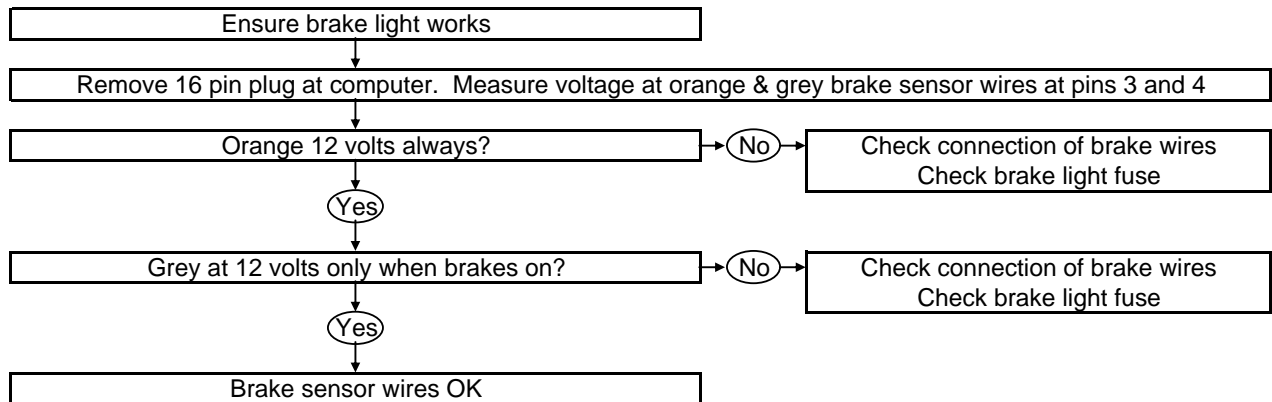 Ensure brake light works
Remove 16 pin plug at computer.  Measure voltage at orange & grey brake sensor wires at pins 3 and 4
Orange 12 volts always?
No
Check connection of brake wires
Check brake light fuse
Yes
Grey at 12 volts only when brakes on?
No
Check connection of brake wires
Check brake light fuse
Yes
Brake sensor wires OK